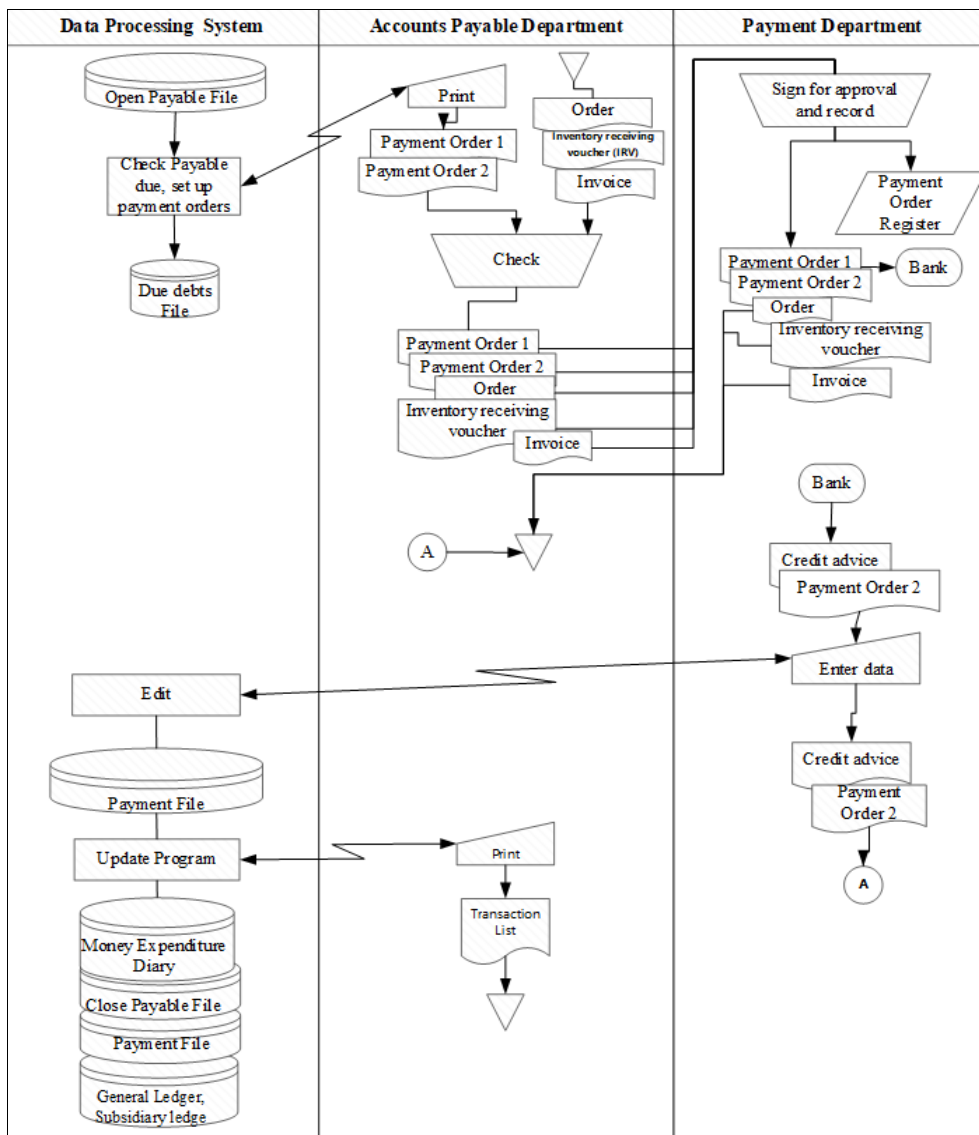 Data Processing System
Accounts Payable Department
Payment Department
Open Payable File
Check Payable
due, set up
payment orders
Due debts
File
Edit
Payment File
Update Program
Money Expenditure
Diary
Close Payable File
Payment File
General Ledger,
Subsidiary ledge
Print
Payment Order 1
Payment Order 2
Order
Inventory receiving
voucher (IRV)
Invoice
Check
Payment Order 1
Payment Order 2
Order
Inventory receiving
voucher
Invoice
A
Print
Transaction
List
Sign for approval
and record
Payment
Order
Register
Payment Order 1
Bank
Payment Order 2
Order
Inventory receiving
voucher
Invoice
Bank
Credit advice
Payment Order 2
Enter data
Credit advice
Payment
Order 2
A